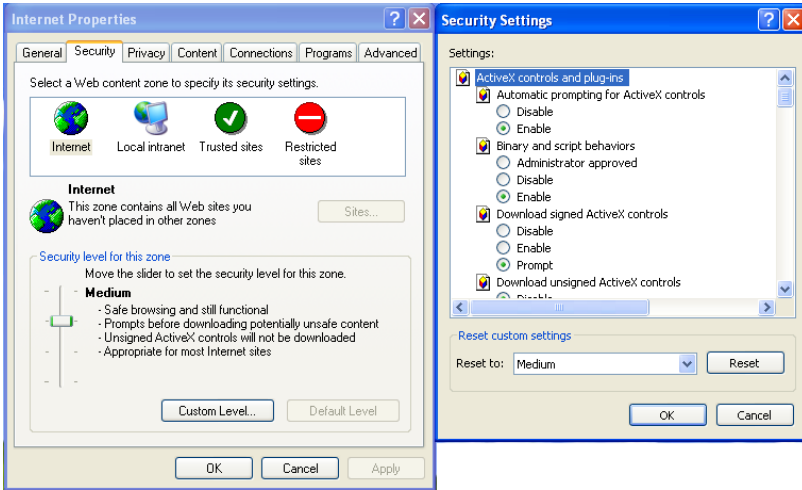 Internet Properties
General Security Privacy Content Connections Programs Advanced
Select a Web content zone to specify its security settings.
Internet Local intranet Trusted sites Restricted
sites
Internet
This zone contains all Web sites you
haven't placed in other zones
Sites...
Security level for this zone
Move the slider to set the security level for this zone.
Medium
- Safe browsing and still functional
- Prompts before downloading potentially unsafe content
- Unsigned ActiveX controls will not be downloaded
- Appropriate for most Internet sites
Custom Level... Default Level
OK Cancel Apply
Security Settings
Settings:
ActiveX controls and plug-ins
Automatic prompting for ActiveX controls
Disable
Enable
Binary and script behaviors
Administrator approved
Disable
Enable
Download signed ActiveX controls
Disable
Enable
Prompt
Download unsigned ActiveX controls
Disable
Reset custom settings
Reset to: Medium Reset
OK Cancel